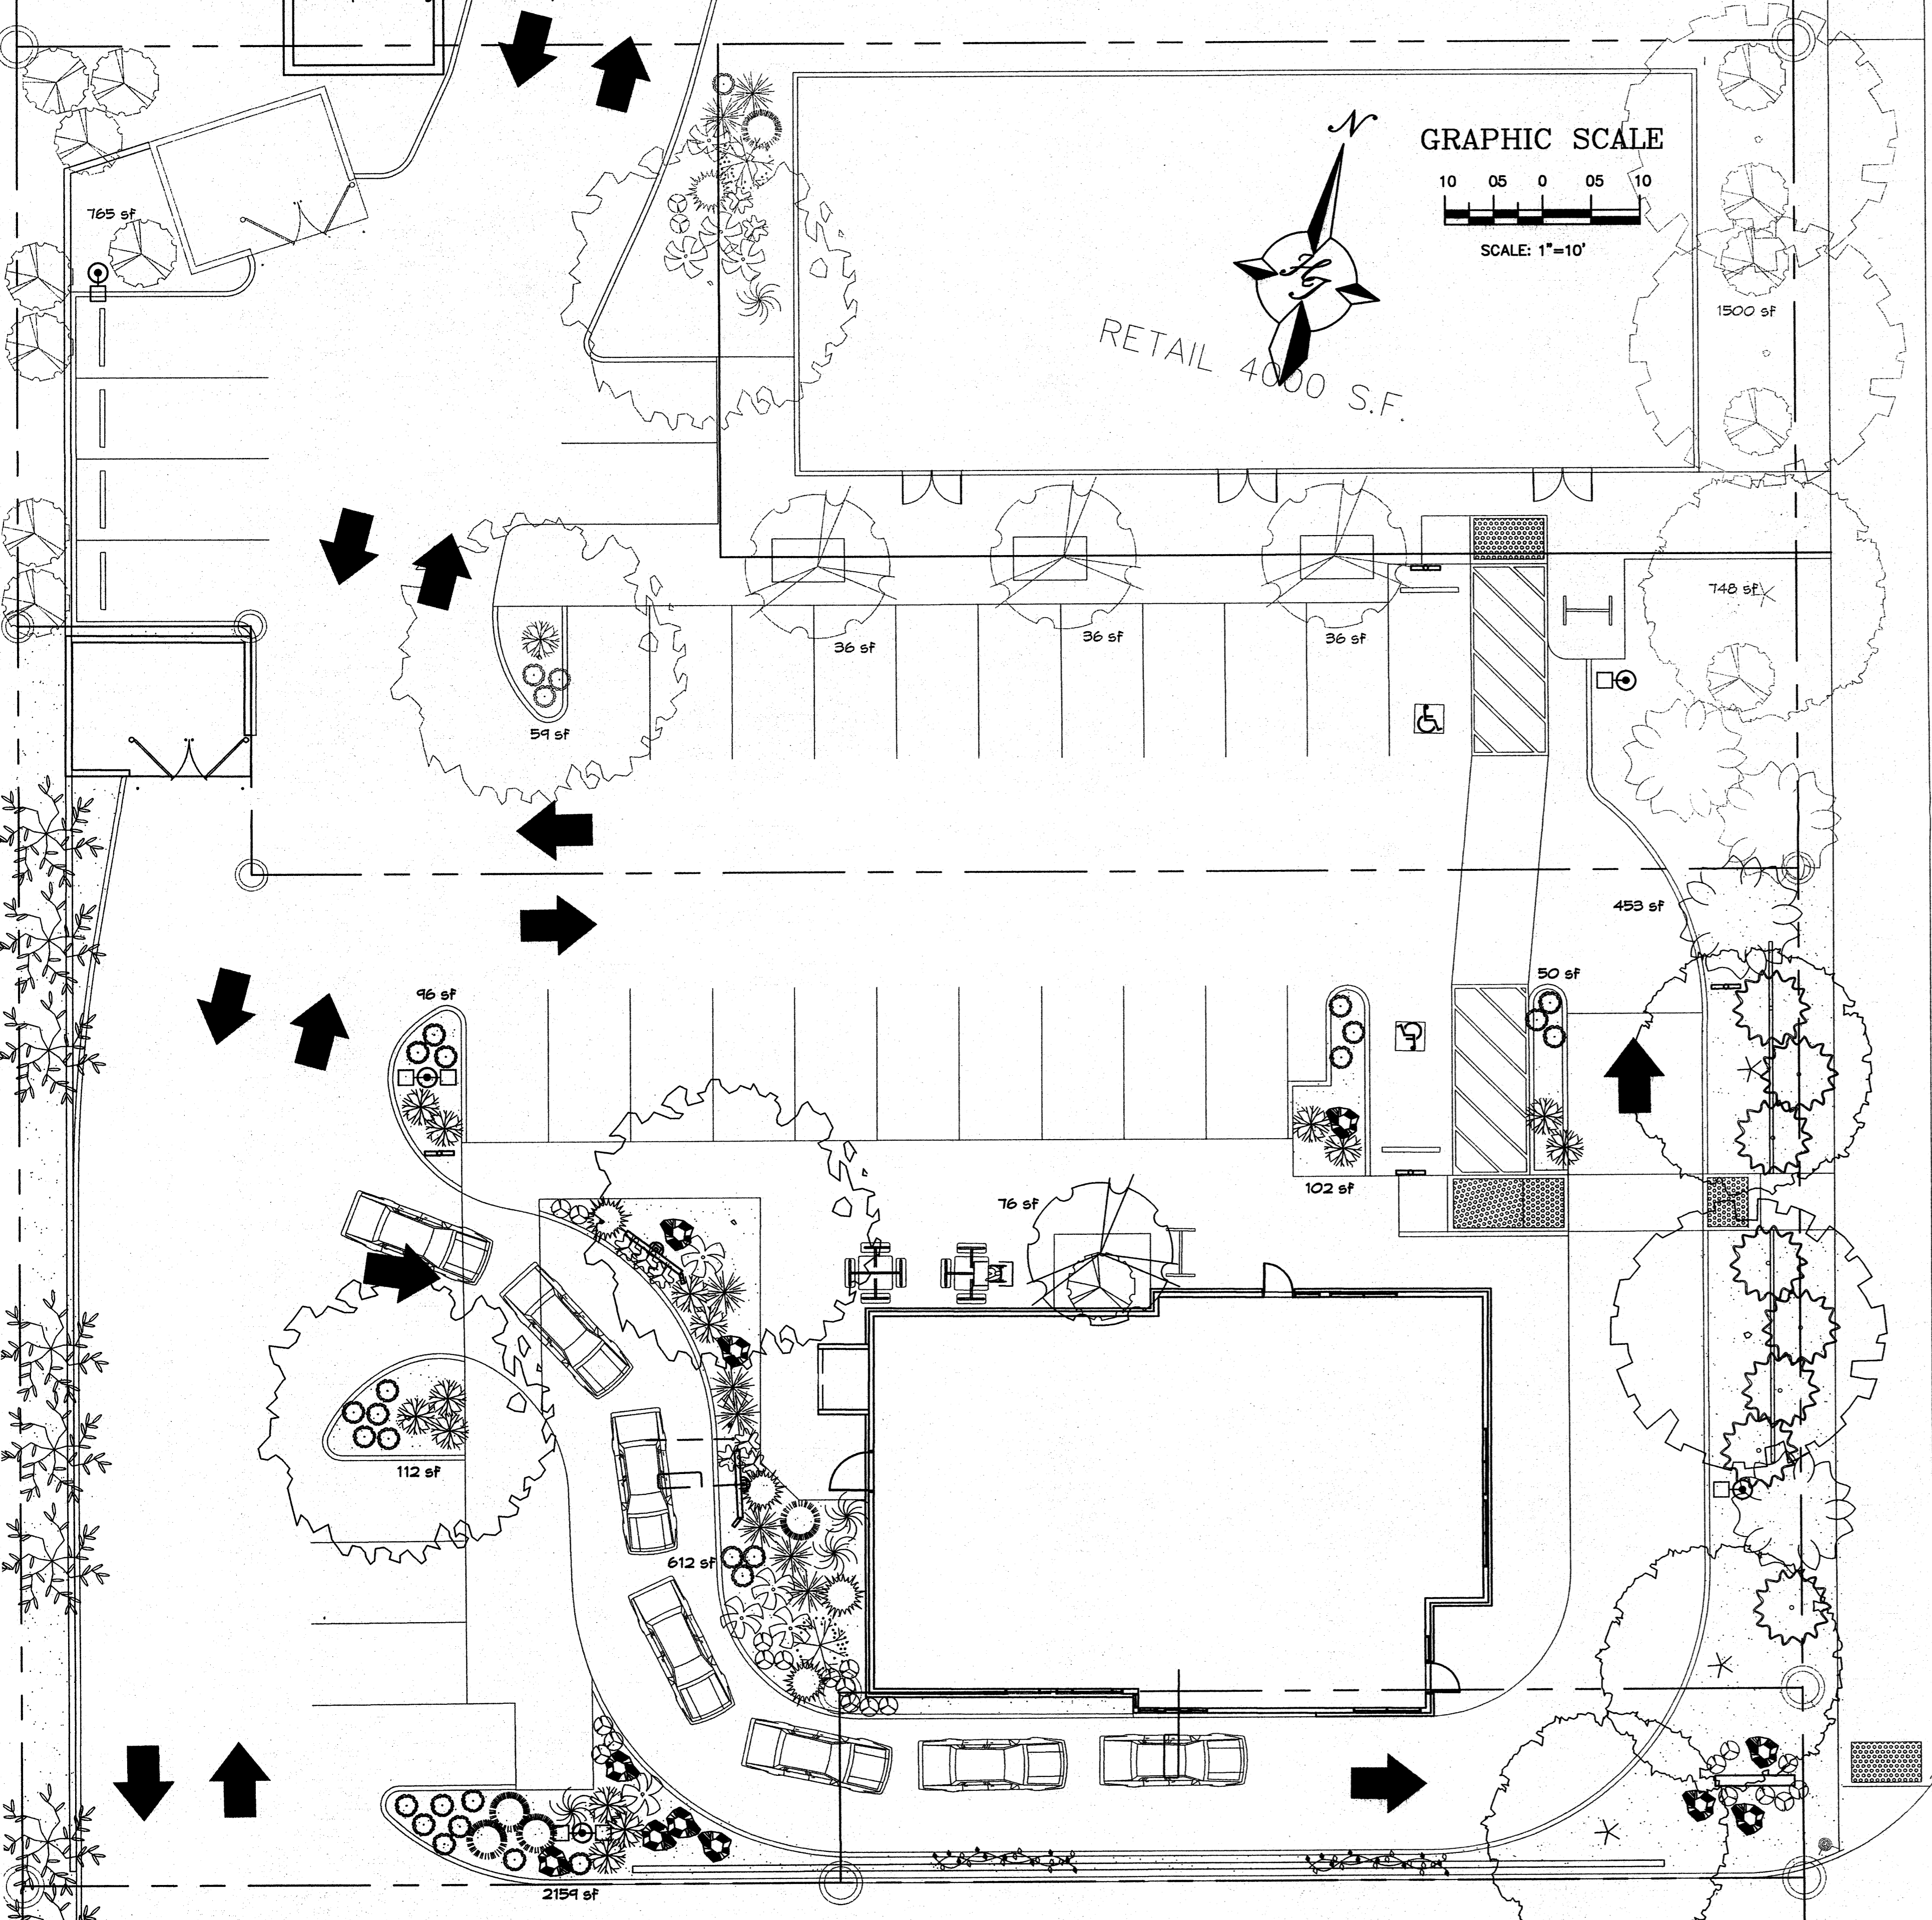 N
GRAPHIC SCALE
10 05 0 05 10
SCALE: 1"=10'
HJ
765 sf
1500 sf
RETAIL 4000 S.F.
748 sf
36 sf
36 sf
36 sf
59 sf
453 sf
50 sf
96 sf
102 sf
76 sf
112 sf
612 sf
2159 sf